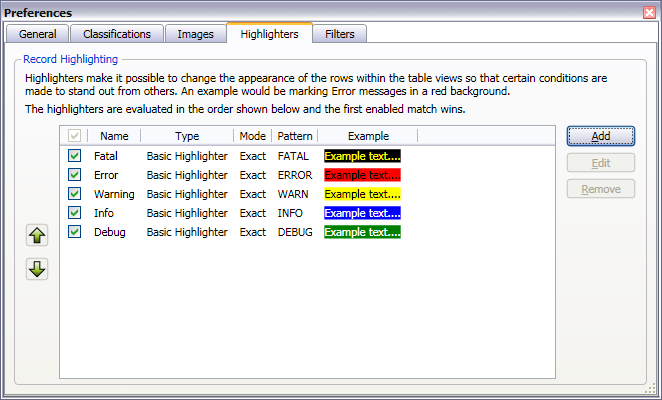 Preferences
General Classifications Images Highlighters Filters
Record Highlighting
Highlighters make it possible to change the appearance of the rows within the table views so that certain conditions are
made to stand out from others. An example would be marking Error messages in a red background.
The highlighters are evaluated in the order shown below and the first enabled match wins.
Name Type Mode Pattern Example
Fatal Basic Highlighter Exact FATAL Example text....
Error Basic Highlighter Exact ERROR Example text....
Warning Basic Highlighter Exact WARN Example text....
Info Basic Highlighter Exact INFO Example text....
Debug Basic Highlighter Exact DEBUG Example text....
Add
Edit
Remove